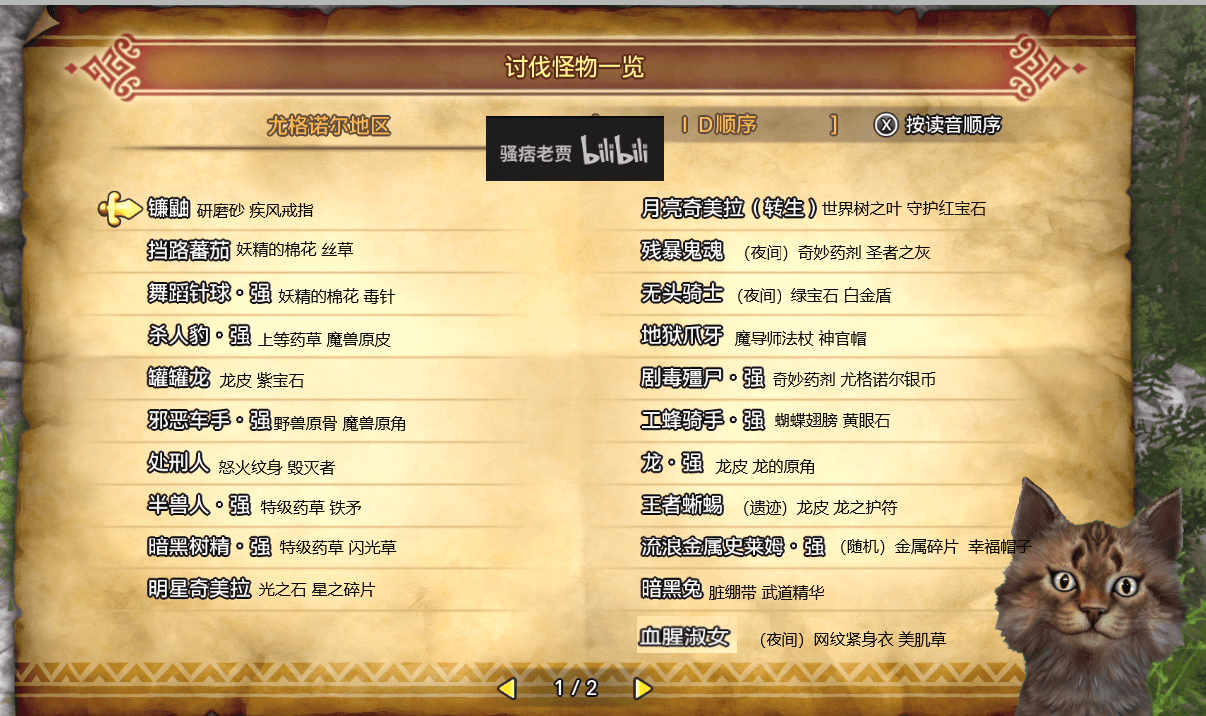 讨伐怪物一览
尤格诺尔地区
ＩＤ顺序 ］ Ⓧ 按读音顺序
骚痞老贾 bilibili
镰鼬 研磨砂 疾风戒指
挡路蕃茄 妖精的棉花 丝草
舞蹈针球・强 妖精的棉花 毒针
杀人豹・强 上等药草 魔兽原皮
罐罐龙 龙皮 紫宝石
邪恶车手・强 野兽原骨 魔兽原角
处刑人 怒火纹身 毁灭者
半兽人・强 特级药草 铁矛
暗黑树精・强 特级药草 闪光草
明星奇美拉 光之石 星之碎片
月亮奇美拉（转生）世界树之叶 守护红宝石
残暴鬼魂 （夜间）奇妙药剂 圣者之灰
无头骑士 （夜间）绿宝石 白金盾
地狱爪牙 魔导师法杖 神官帽
剧毒殭尸・强 奇妙药剂 尤格诺尔银币
工蜂骑手・强 蝴蝶翅膀 黄眼石
龙・强 龙皮 龙的原角
王者蜥蜴 （遗迹）龙皮 龙之护符
流浪金属史莱姆・强 （随机）金属碎片 幸福帽子
暗黑兔 脏绷带 武道精华
血腥淑女 （夜间）网纹紧身衣 美肌草
1 / 2